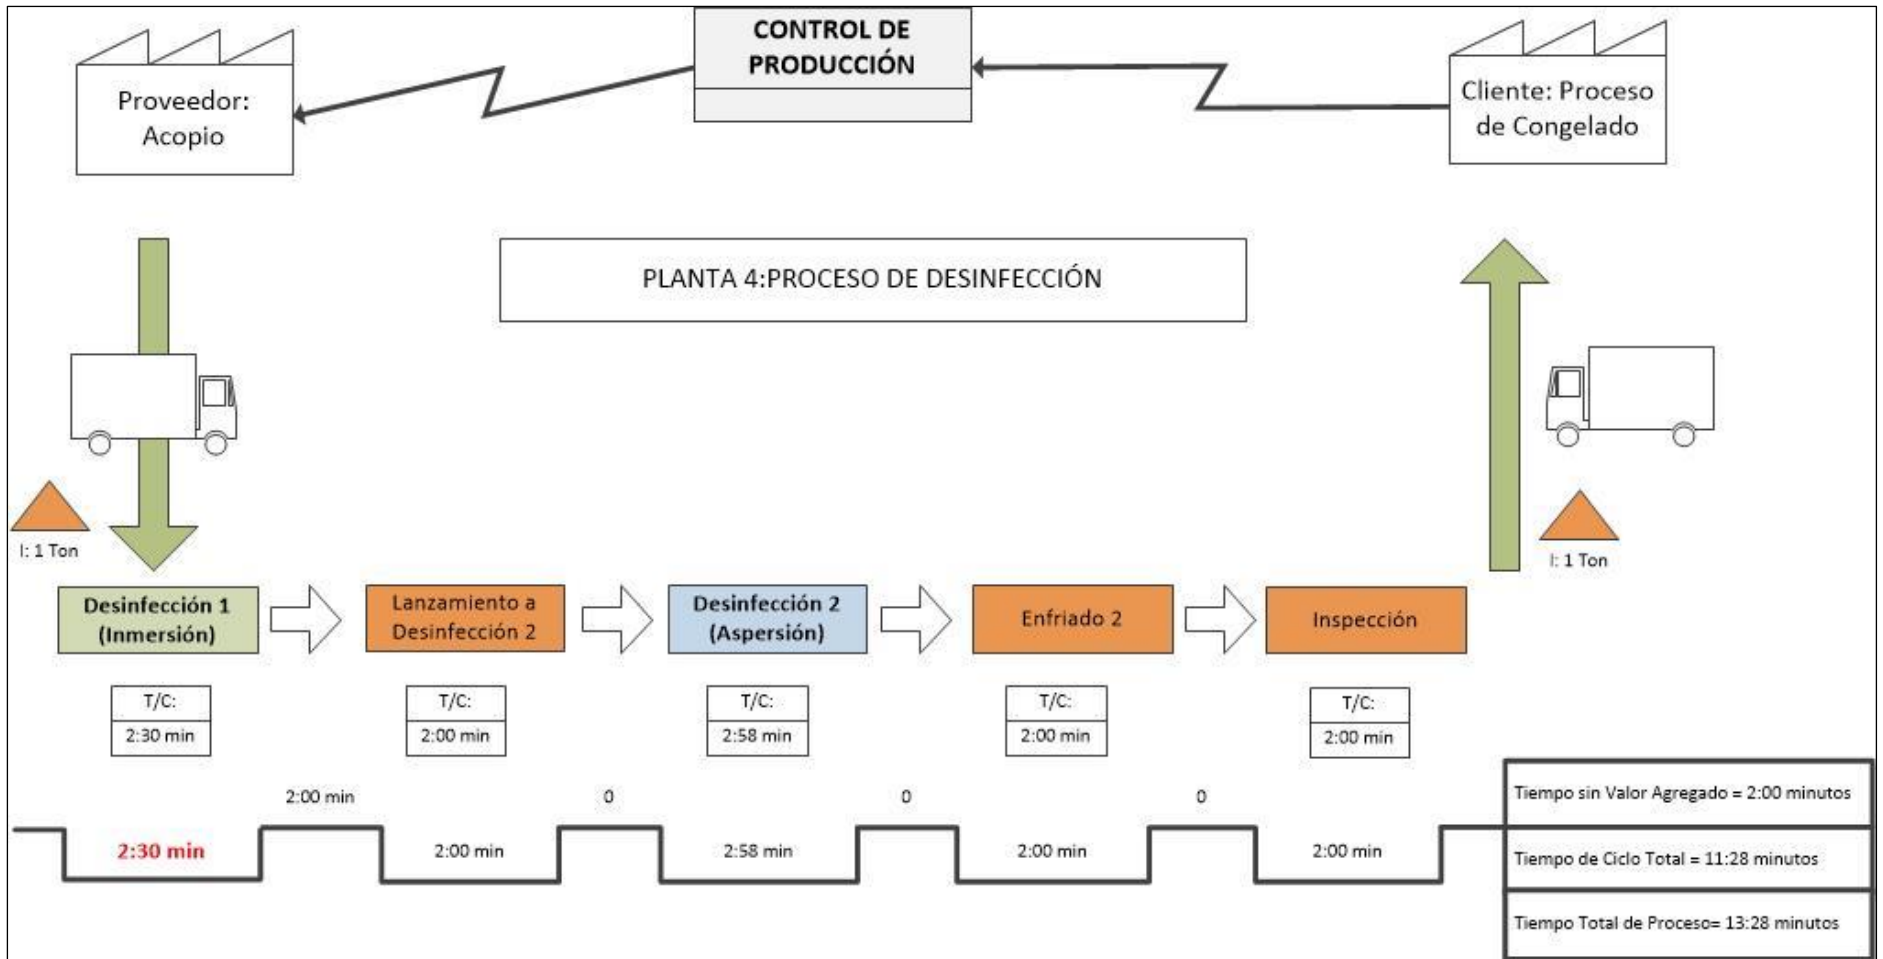 CONTROL DE
PRODUCCIÓN
Proveedor:
Acopio
Cliente: Proceso
de Congelado
PLANTA 4:PROCESO DE DESINFECCIÓN
I: 1 Ton
I: 1 Ton
Desinfección 1
(Inmersión)
Lanzamiento a
Desinfección 2
Desinfección 2
(Aspersión)
Enfriado 2
Inspección
T/C:
2:30 min
T/C:
2:00 min
T/C:
2:58 min
T/C:
2:00 min
T/C:
2:00 min
2:00 min
0
0
0
2:30 min
2:00 min
2:58 min
2:00 min
2:00 min
Tiempo sin Valor Agregado = 2:00 minutos
Tiempo de Ciclo Total = 11:28 minutos
Tiempo Total de Proceso= 13:28 minutos